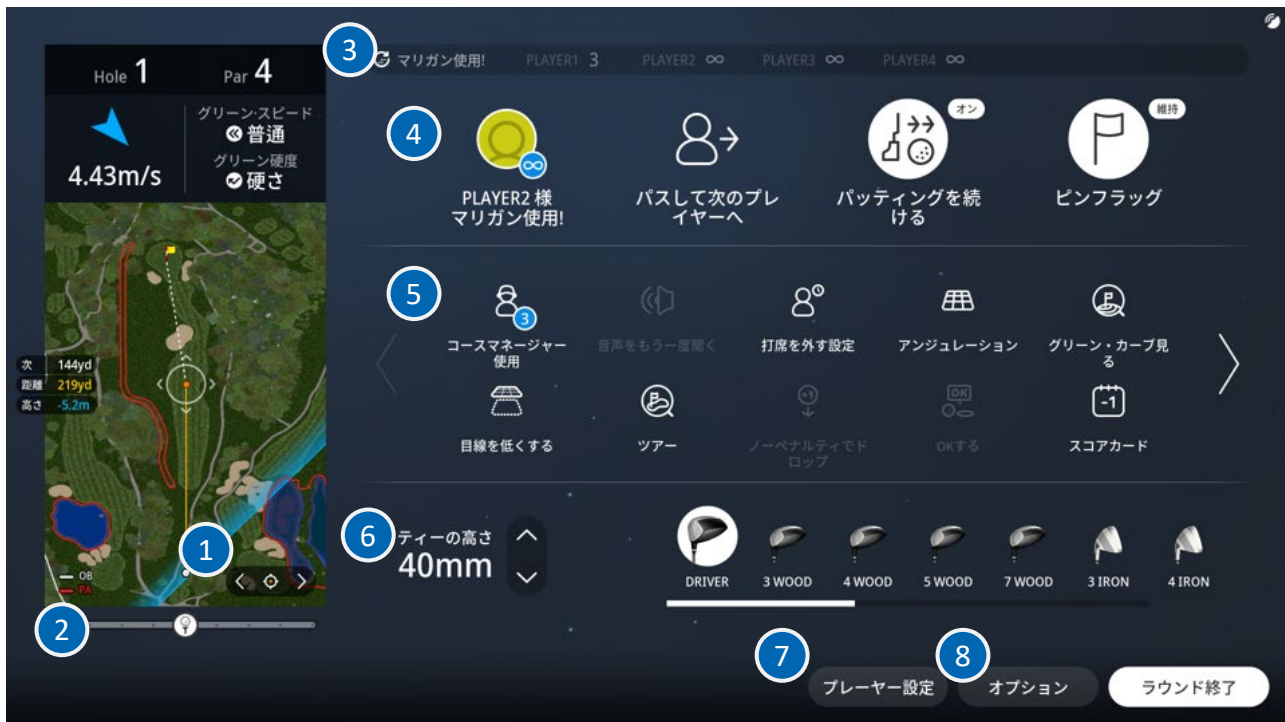 3
マリガン使用!
PLAYER1 3
PLAYER2 ∞
PLAYER3 ∞
PLAYER4 ∞
Hole 1
Par 4
4.43m/s
グリーン·スピード
普通
グリーン硬度
硬さ
4
∞
PLAYER2 様
マリガン使用!
パスして次のプレ
イヤーへ
オン
パッティングを続
ける
維持
ピンフラッグ
5
3
コースマネージャー
使用
音声をもう一度聞く
打席を外す設定
アンジュレーション
グリーン・カーブ見
る
目線を低くする
ツアー
+1
ノーペナルティでド
ロップ
OK
OKする
-1
スコアカード
次 144yd
距離 219yd
高さ -5.2m
1
OB
PA
2
6
ティーの高さ
40mm
DRIVER
3 WOOD
4 WOOD
5 WOOD
7 WOOD
3 IRON
4 IRON
7
プレーヤー設定
8
オプション
ラウンド終了